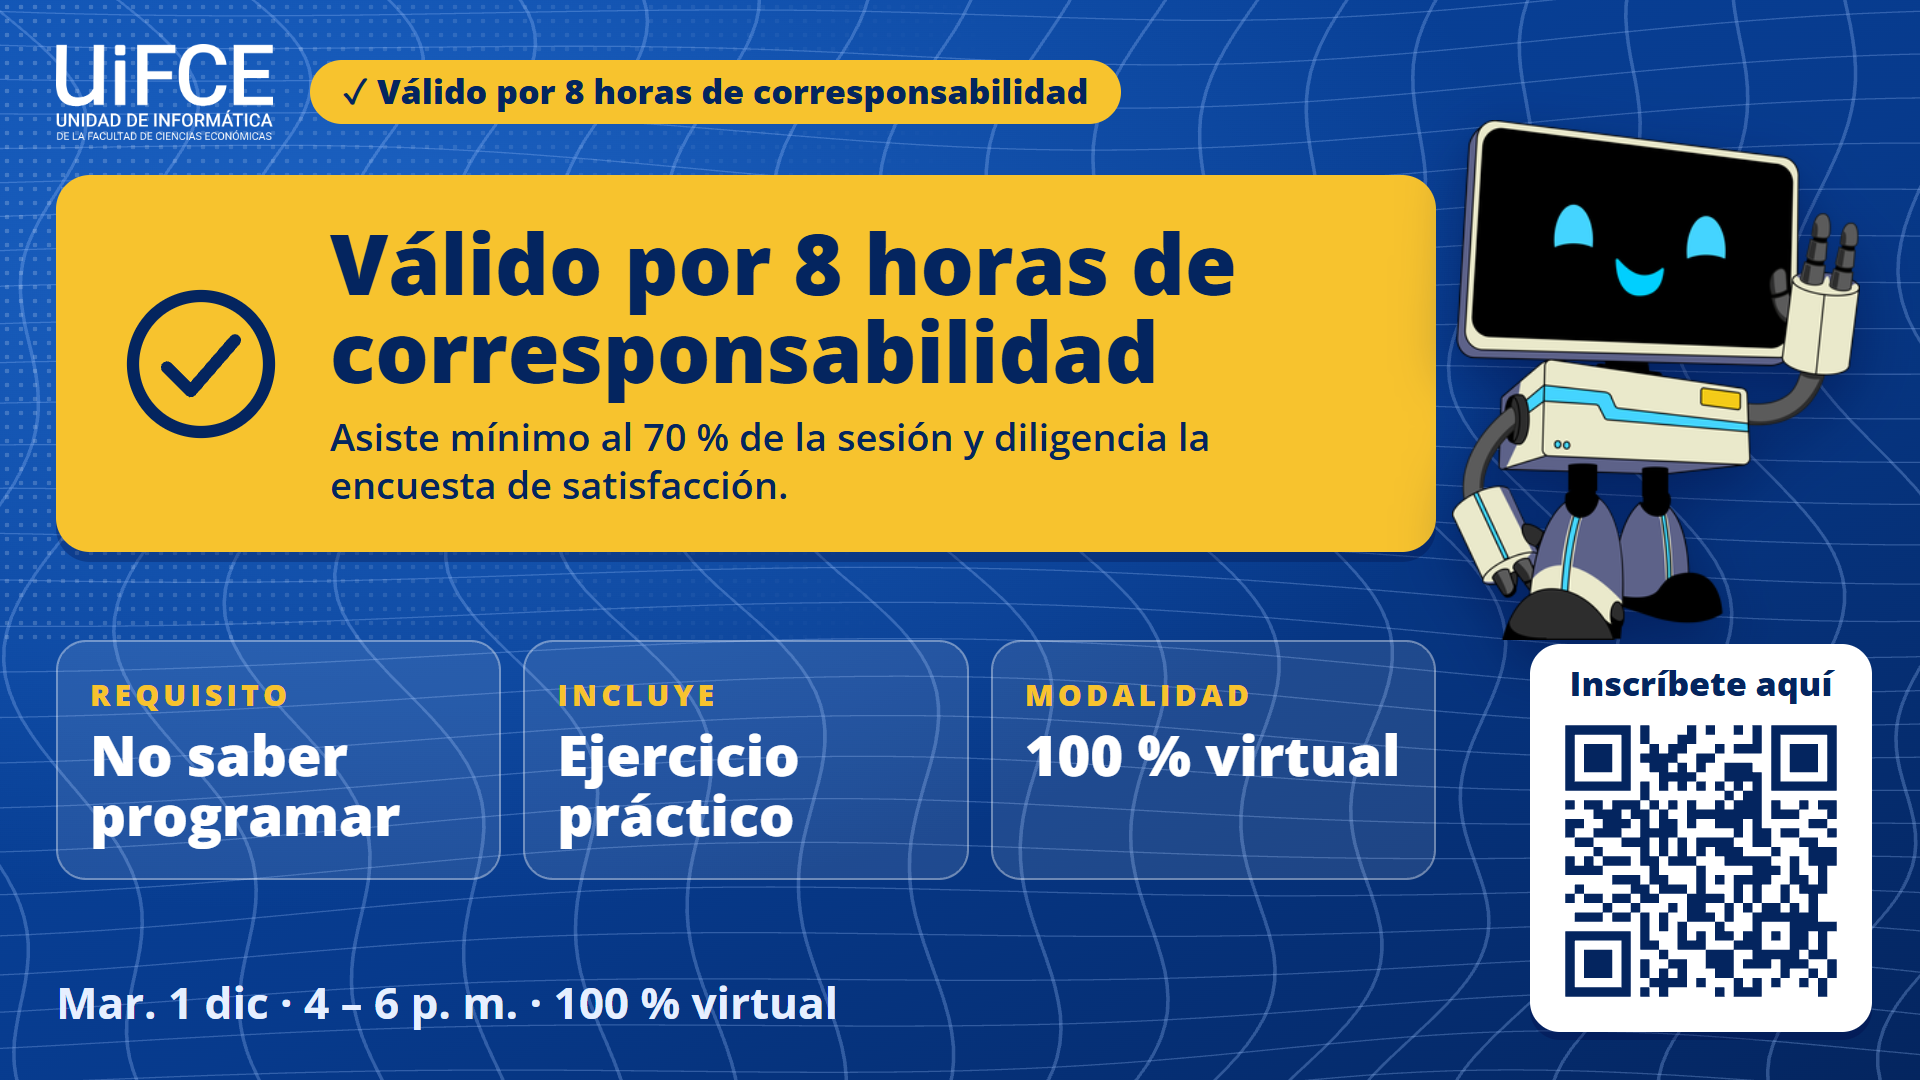 UiFCE
UNIDAD DE INFORMÁTICA
DE LA FACULTAD DE CIENCIAS ECONÓMICAS
✓ Válido por 8 horas de corresponsabilidad
Válido por 8 horas de
corresponsabilidad
Asiste mínimo al 70 % de la sesión y diligencia la
encuesta de satisfacción.
REQUISITO
No saber
programar
INCLUYE
Ejercicio
práctico
MODALIDAD
100 % virtual
Inscríbete aquí
Mar. 1 dic · 4 – 6 p. m. · 100 % virtual